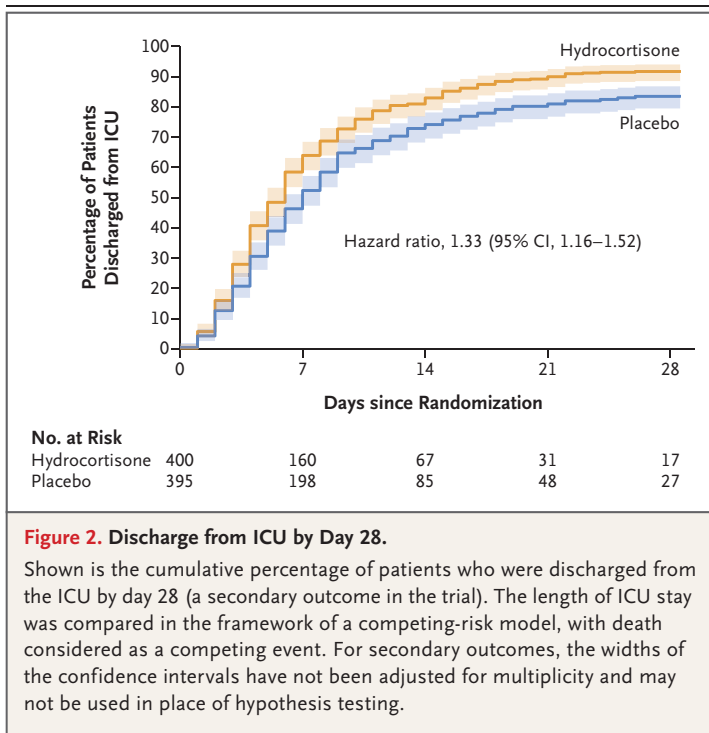 100
90
80
70
60
50
40
30
20
10
0
Percentage of Patients
Discharged from ICU
Hydrocortisone
Placebo
Hazard ratio, 1.33 (95% CI, 1.16–1.52)
0 7 14 21 28
Days since Randomization
No. at Risk
Hydrocortisone 400 160 67 31 17
Placebo 395 198 85 48 27
Figure 2. Discharge from ICU by Day 28.
Shown is the cumulative percentage of patients who were discharged from
the ICU by day 28 (a secondary outcome in the trial). The length of ICU stay
was compared in the framework of a competing-risk model, with death
considered as a competing event. For secondary outcomes, the widths of
the confidence intervals have not been adjusted for multiplicity and may
not be used in place of hypothesis testing.